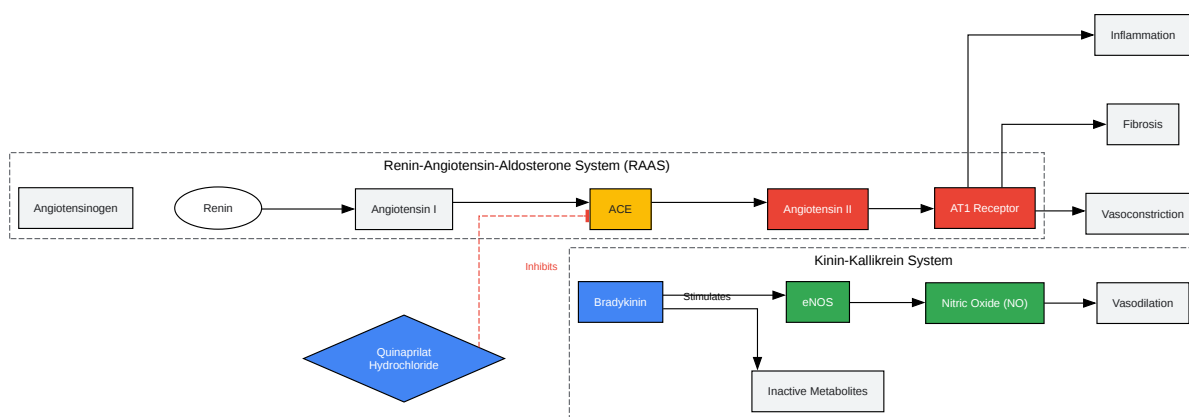 Inflammation
Fibrosis
Renin-Angiotensin-Aldosterone System (RAAS)
Angiotensinogen
Renin
Angiotensin I
ACE
Angiotensin II
AT1 Receptor
Vasoconstriction
Inhibits
Kinin-Kallikrein System
Bradykinin
Stimulates
eNOS
Nitric Oxide (NO)
Vasodilation
Quinaprilat
Hydrochloride
Inactive Metabolites